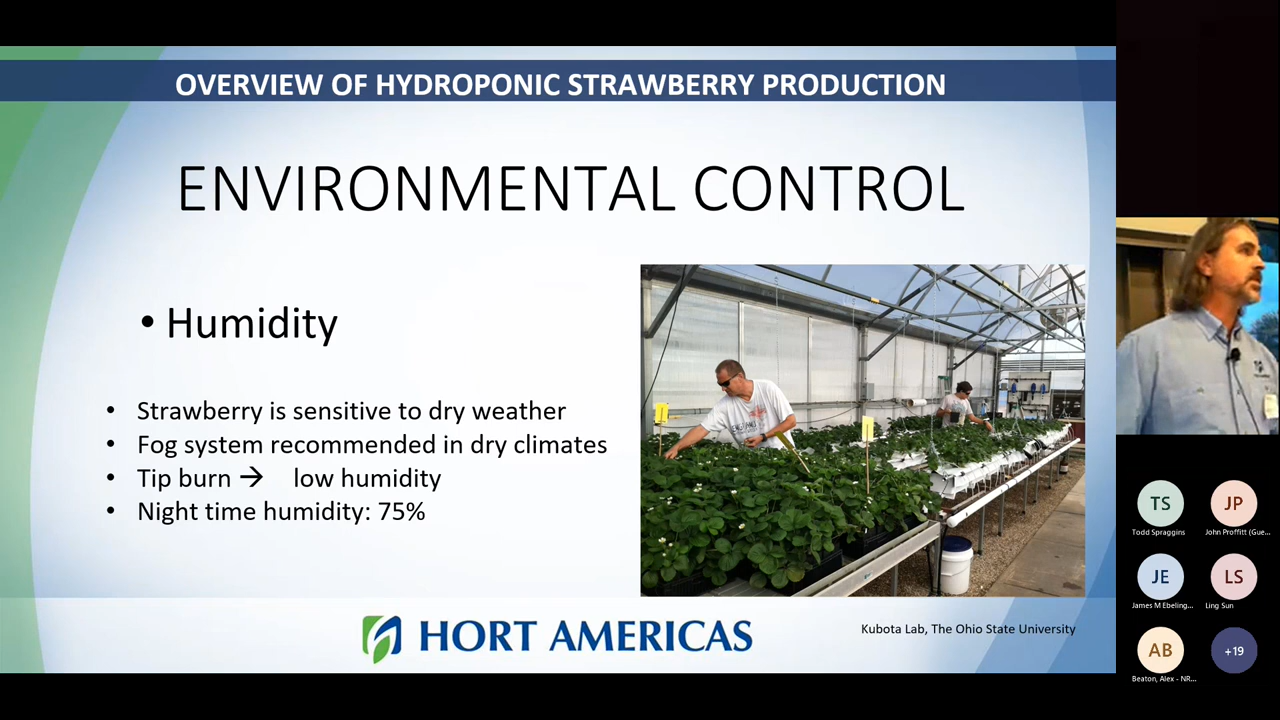 OVERVIEW OF HYDROPONIC STRAWBERRY PRODUCTION
ENVIRONMENTAL CONTROL
• Humidity
• Strawberry is sensitive to dry weather
• Fog system recommended in dry climates
• Tip burn → low humidity
• Night time humidity: 75%
HORT AMERICAS
Kubota Lab, The Ohio State University
TS
Todd Spraggins
JP
John Proffitt (Gue...
JE
James M Ebeling...
LS
Ling Sun
AB
Beaton, Alex - NR...
+19